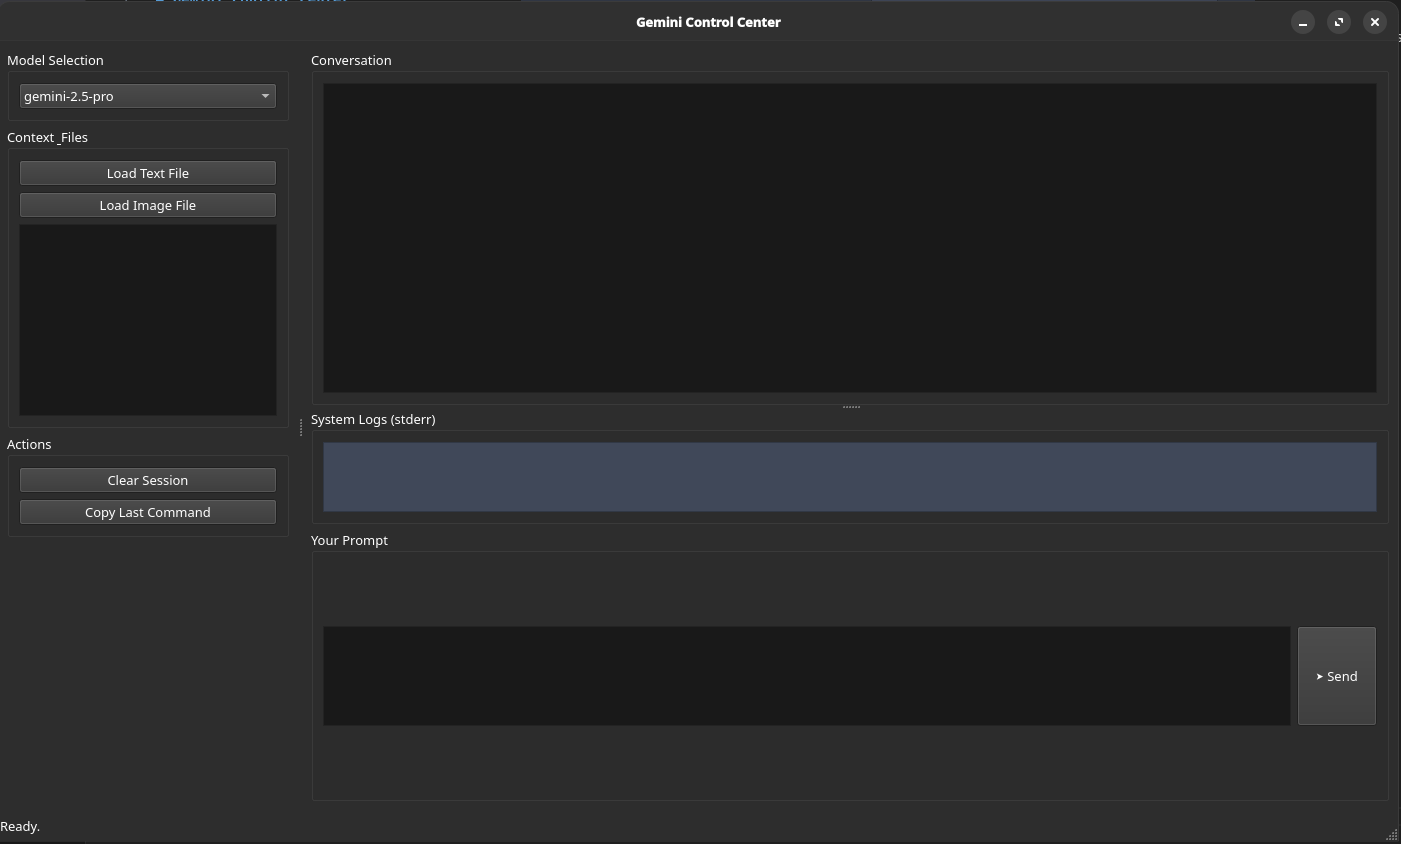 Gemini Control Center
Model Selection
gemini-2.5-pro
Context _Files
Load Text File
Load Image File
Actions
Clear Session
Copy Last Command
Conversation
System Logs (stderr)
Your Prompt
➤ Send
Ready.